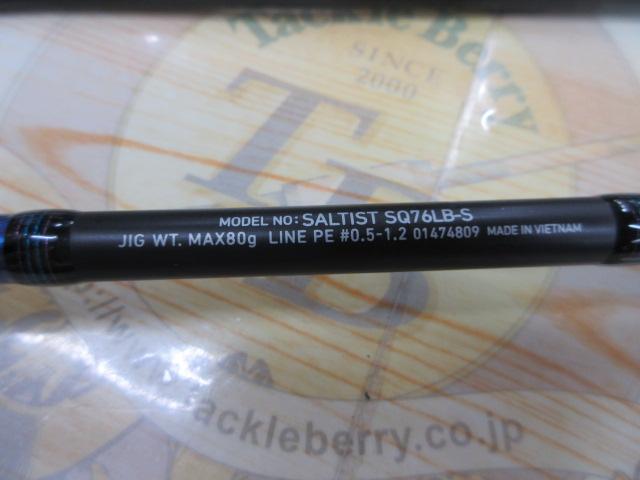 Tackle Berry
SINCE
2000
TB
MODEL NO: SALTIST SQ76LB-S
JIG WT. MAX80g LINE PE #0.5-1.2 01474809 MADE IN VIETNAM
tackleberry.co.jp